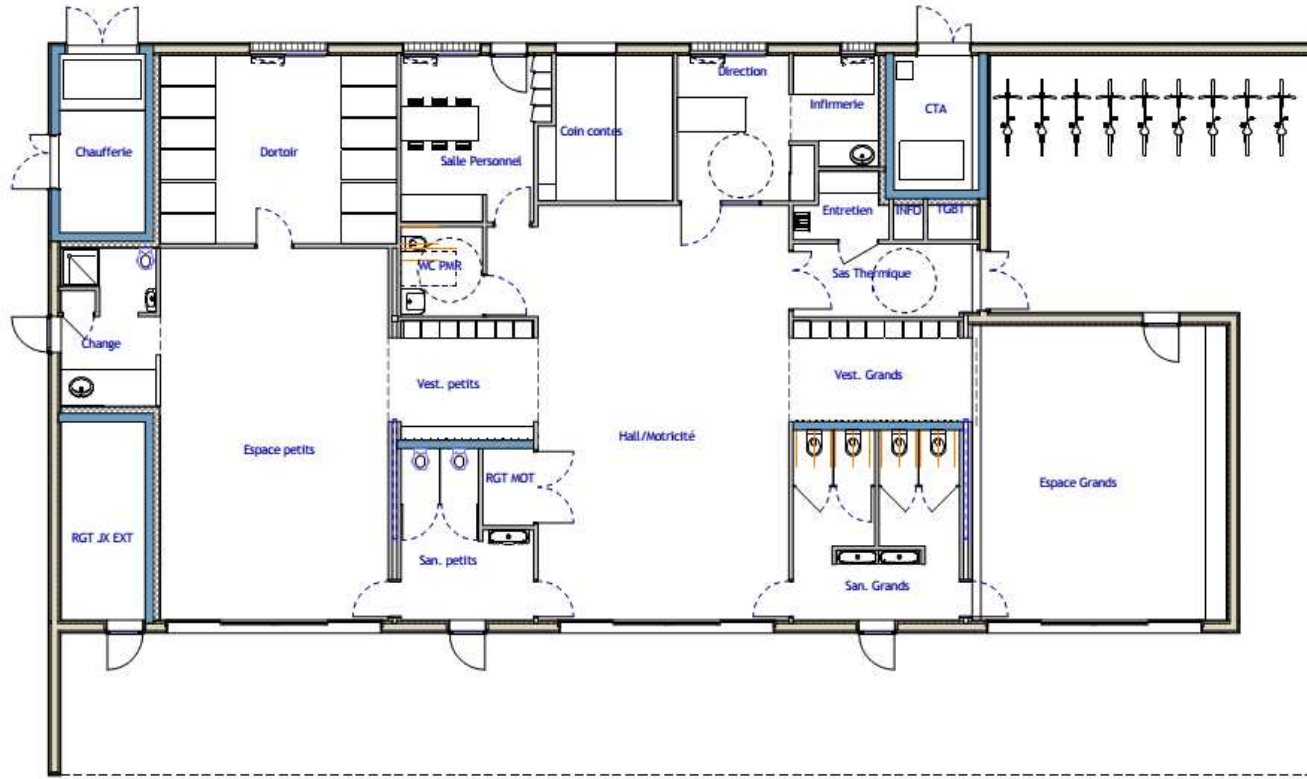 Direction
Infirmerie
CTA
Coin contes
Chaufferie
Dortoir
Salle Personnel
Entretien
INFO
TGBT
WC PMR
Sas Thermique
Change
Vest. petits
Vest. Grands
Hall/Motricité
Espace petits
RGT MOT
Espace Grands
RGT JX EXT
San. petits
San. Grands